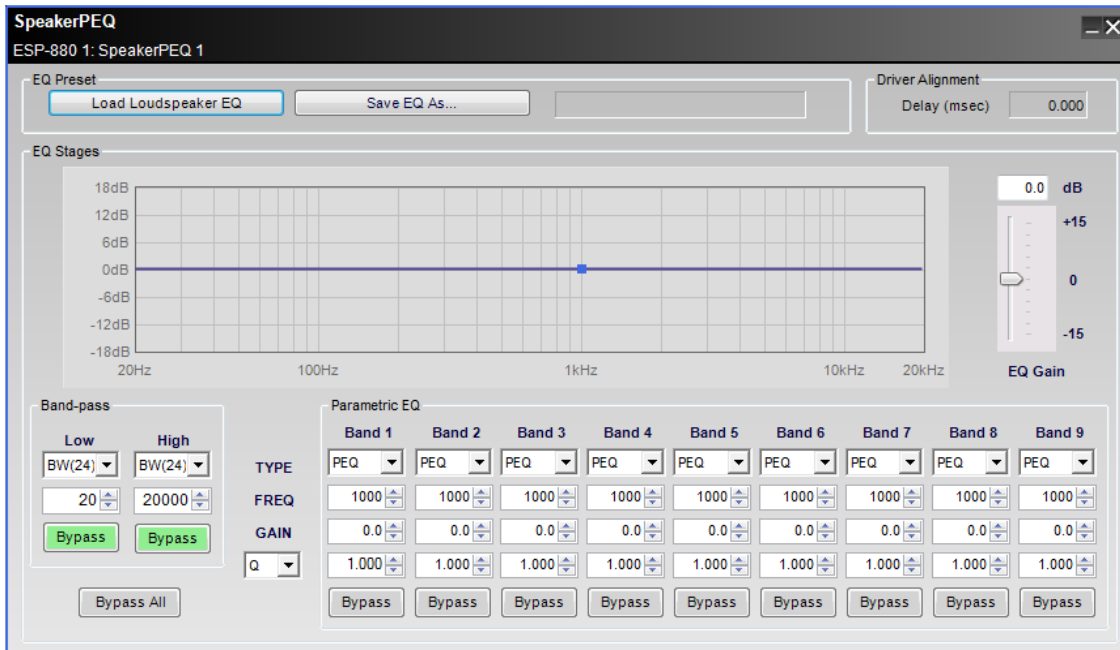 SpeakerPEQ
ESP-880 1: SpeakerPEQ 1
EQ Preset
Load Loudspeaker EQ
Save EQ As...
Driver Alignment
Delay (msec) 0.000
EQ Stages
18dB
12dB
6dB
0dB
-6dB
-12dB
-18dB
20Hz 100Hz 1kHz 10kHz 20kHz
0.0 dB
+15
0
-15
EQ Gain
Band-pass
Low High
BW(24) BW(24)
20 20000
Bypass Bypass
Bypass All
TYPE
FREQ
GAIN
Q
Parametric EQ
Band 1 Band 2 Band 3 Band 4 Band 5 Band 6 Band 7 Band 8 Band 9
PEQ PEQ PEQ PEQ PEQ PEQ PEQ PEQ PEQ
1000 1000 1000 1000 1000 1000 1000 1000 1000
0.0 0.0 0.0 0.0 0.0 0.0 0.0 0.0 0.0
1.000 1.000 1.000 1.000 1.000 1.000 1.000 1.000 1.000
Bypass Bypass Bypass Bypass Bypass Bypass Bypass Bypass Bypass